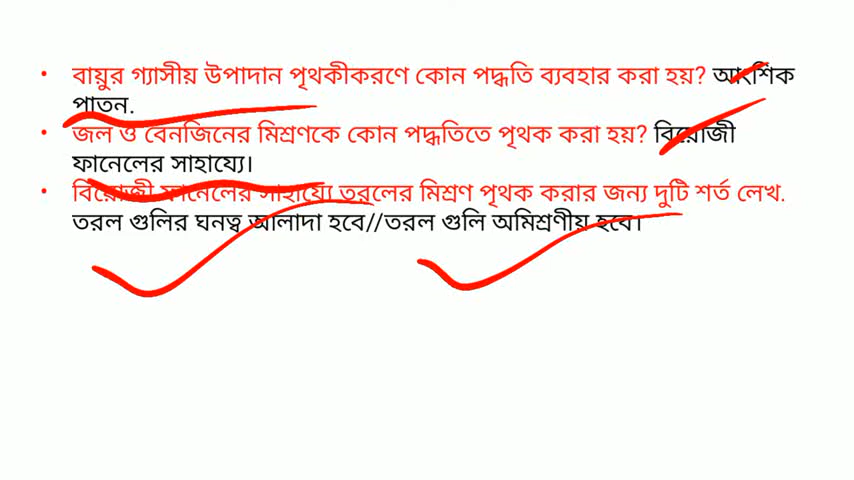 • বায়ুর গ্যাসীয় উপাদান পৃথকীকরণে কোন পদ্ধতি ব্যবহার করা হয়? আংশিক
পাতন.
• জল ও বেনজিনের মিশ্রণকে কোন পদ্ধতিতে পৃথক করা হয়? বিয়োজী
ফানেলের সাহায্যে।
• বিয়োজী ফানেলের সাহায্যে তরলের মিশ্রণ পৃথক করার জন্য দুটি শর্ত লেখ.
তরল গুলির ঘনত্ব আলাদা হবে//তরল গুলি অমিশ্রণীয় হবে।